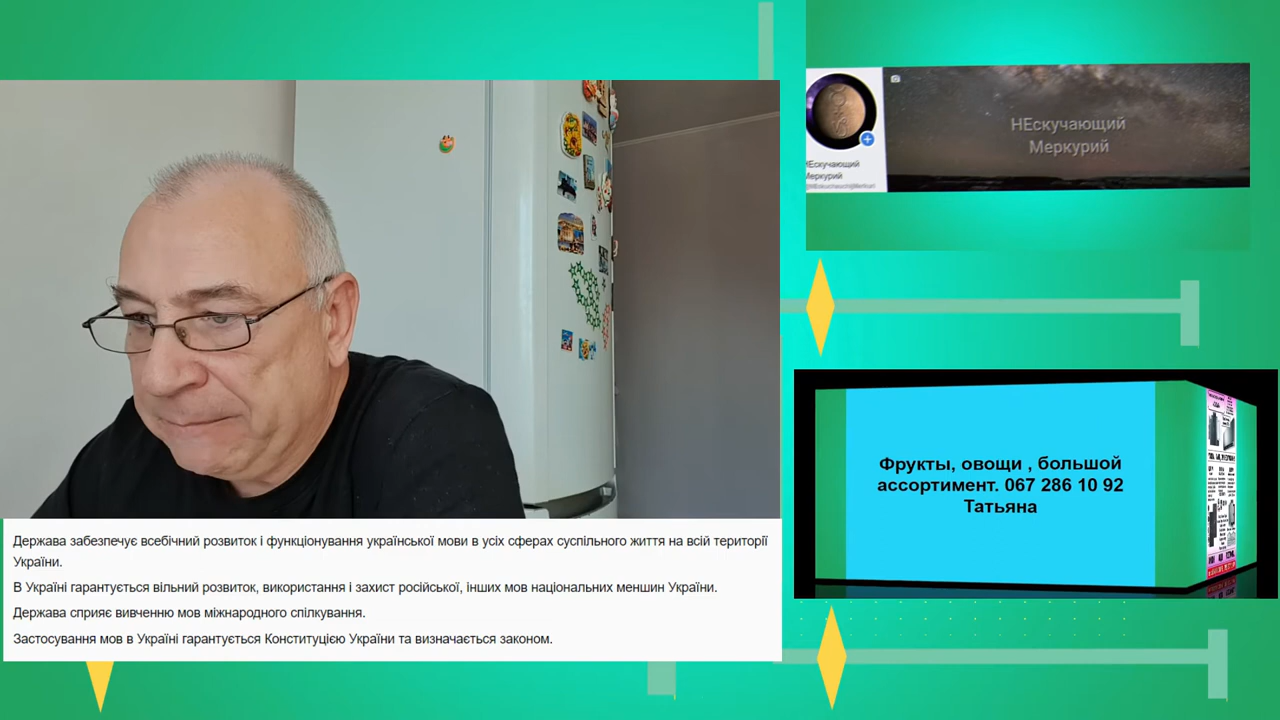 НЕскучающий
Меркурий
НЕскучающий
Меркурий
Фрукты, овощи , большой
ассортимент. 067 286 10 92
Татьяна
Держава забезпечує всебічний розвиток і функціонування української мови в усіх сферах суспільного життя на всій території
України.
В Україні гарантується вільний розвиток, використання і захист російської, інших мов національних меншин України.
Держава сприяє вивченню мов міжнародного спілкування.
Застосування мов в Україні гарантується Конституцією України та визначається законом.